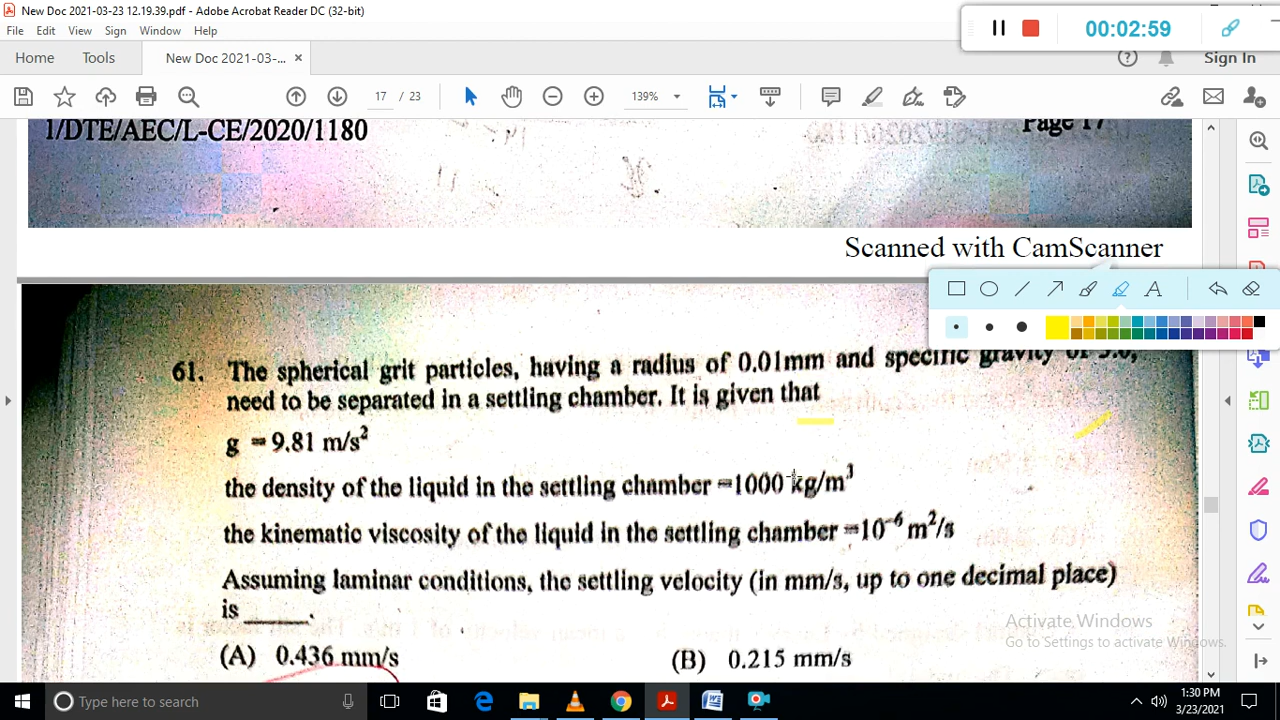 New Doc 2021-03-23 12.19.39.pdf - Adobe Acrobat Reader DC (32-bit)
File Edit View Sign Window Help
00:02:59
Home Tools New Doc 2021-03-... × Sign In
17 / 23 139%
1/DTE/AEC/L-CE/2020/1180 Page 17
Scanned with CamScanner
61. The spherical grit particles, having a radius of 0.01mm and specific gravity of 3.0,
need to be separated in a settling chamber. It is given that
g = 9.81 m/s²
the density of the liquid in the settling chamber =1000 kg/m³
the kinematic viscosity of the liquid in the settling chamber =10⁻⁶ m²/s
Assuming laminar conditions, the settling velocity (in mm/s, up to one decimal place)
is _____.
Activate Windows
Go to Settings to activate Windows.
(A) 0.436 mm/s (B) 0.215 mm/s
Type here to search
1:30 PM
3/23/2021